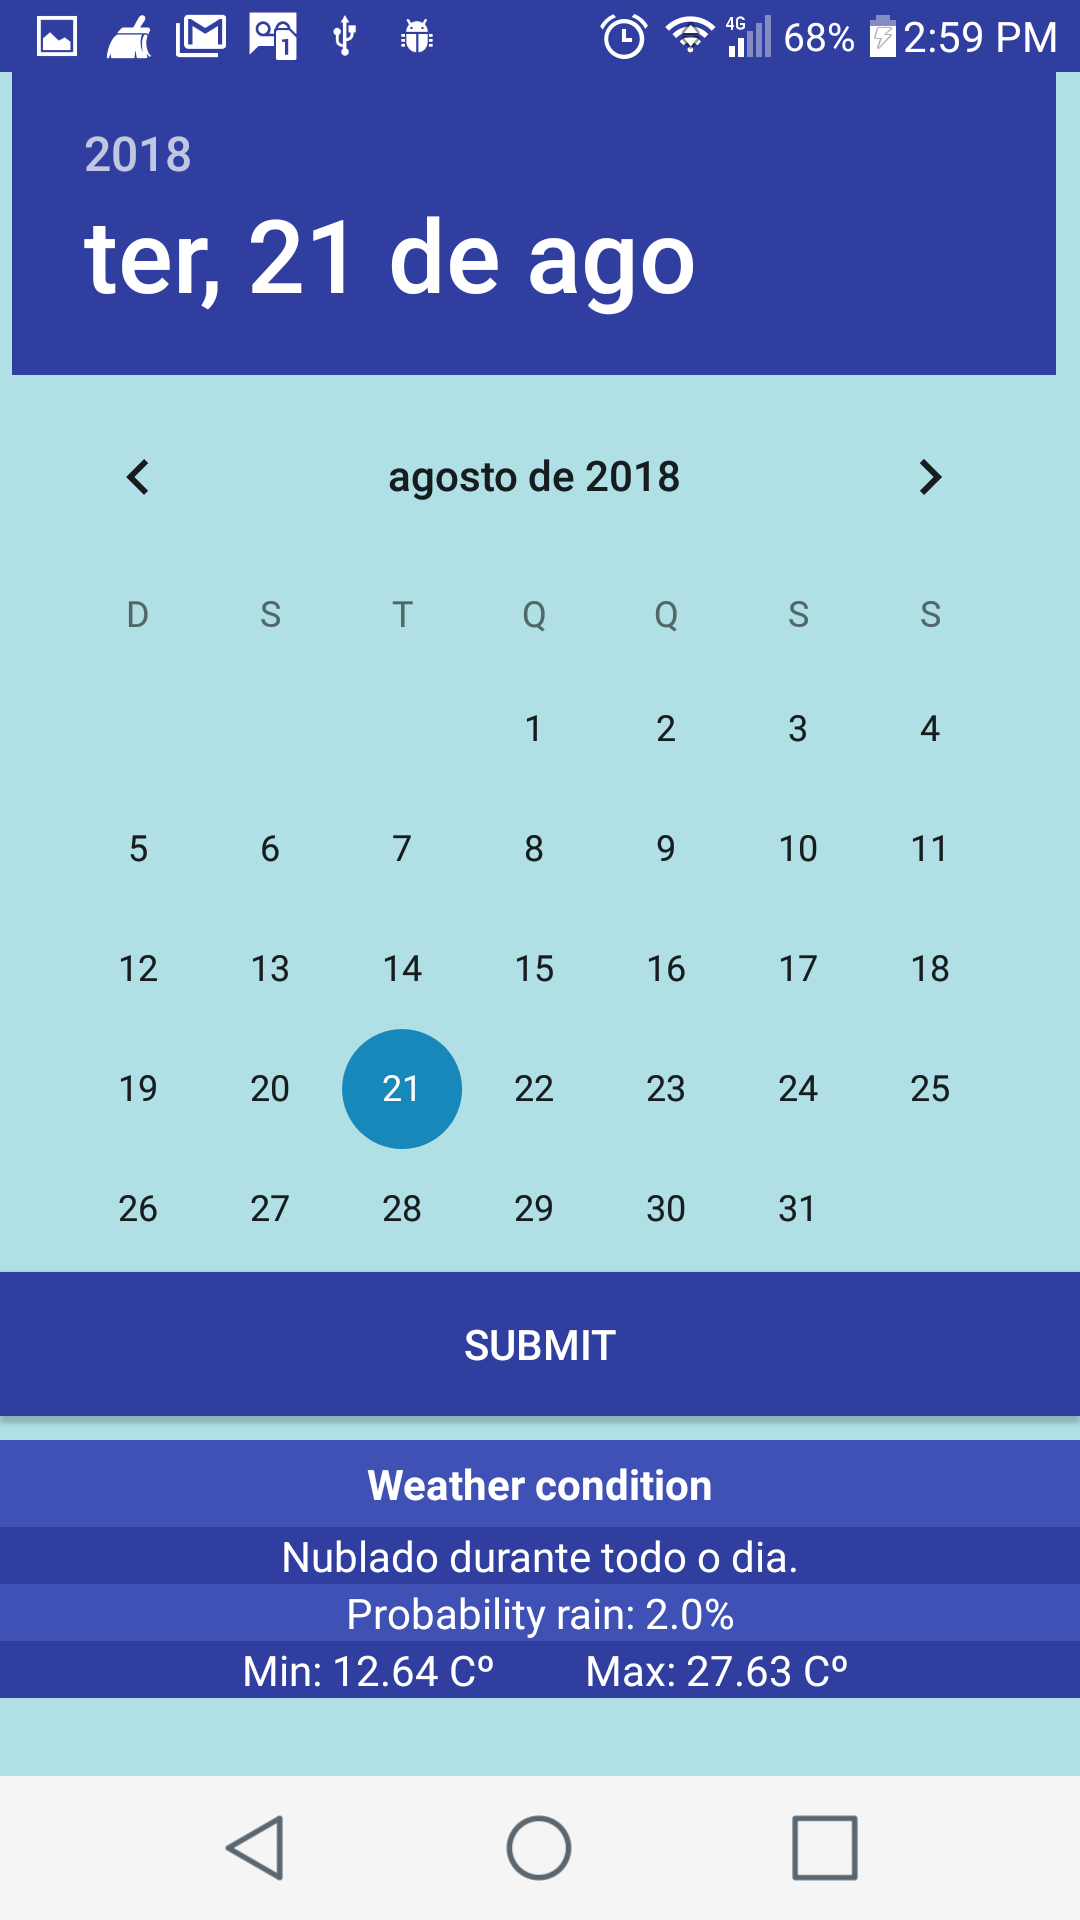 1 4G 68% 2:59 PM
2018
ter, 21 de ago
agosto de 2018
D S T Q Q S S
1 2 3 4
5 6 7 8 9 10 11
12 13 14 15 16 17 18
19 20 21 22 23 24 25
26 27 28 29 30 31
SUBMIT
Weather condition
Nublado durante todo o dia.
Probability rain: 2.0%
Min: 12.64 Cº Max: 27.63 Cº